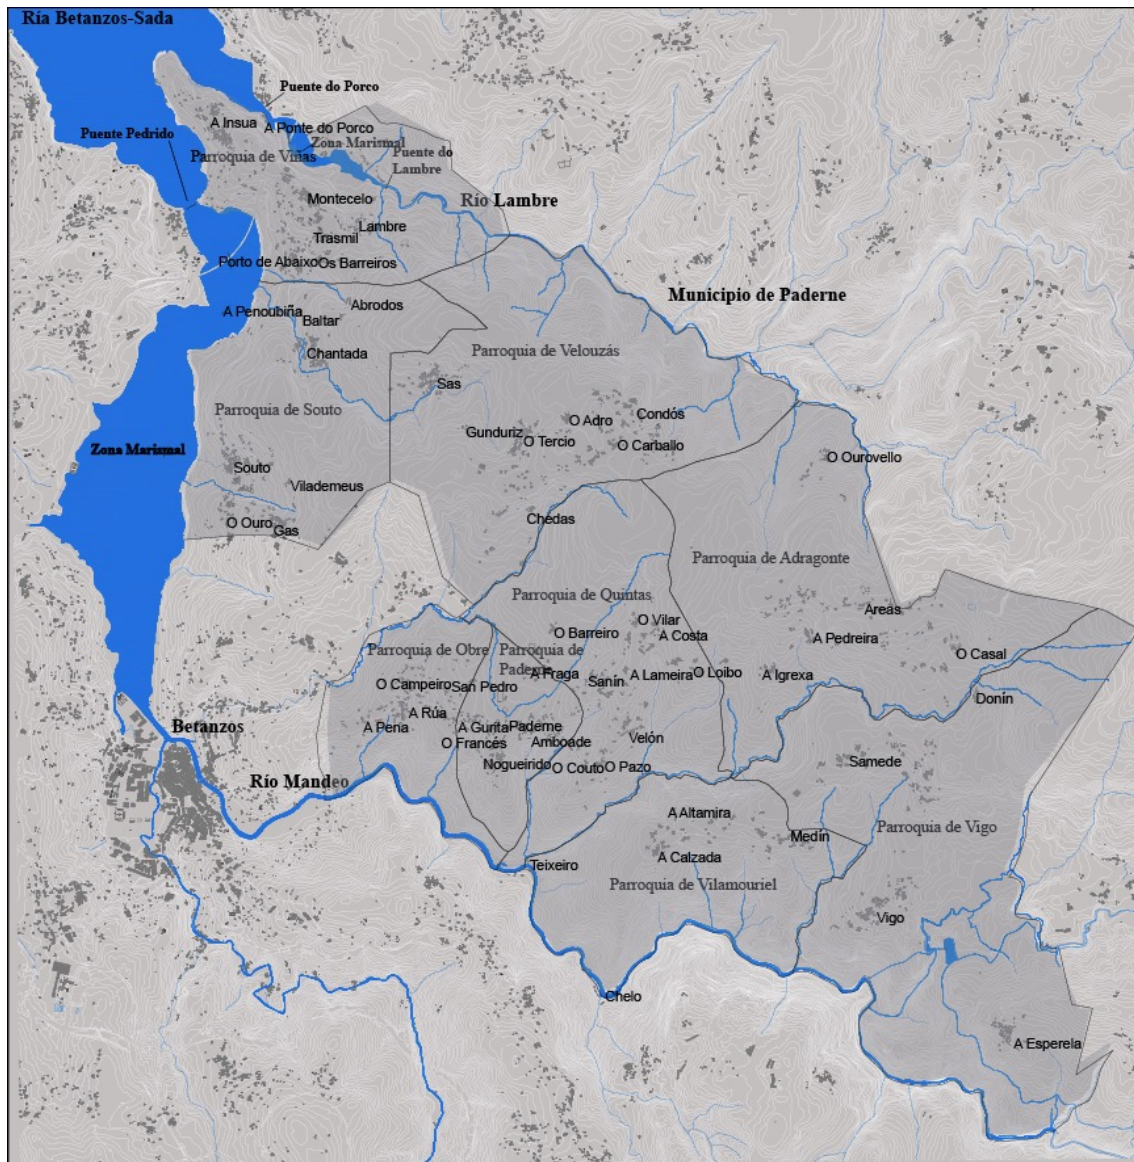 Ría Betanzos-Sada
Puente do Porco
A Insua
A Ponte do Porco
Puente Pedrido
Zona Marismal
Parroquia de Viñas
Puente do
Lambre
Montecelo
Río Lambre
Lambre
Trasmil
Porto de Abaixo
Os Barreiros
Municipio de Paderne
Abrodos
A Penoubiña
Baltar
Chantada
Parroquia de Velouzás
Sas
Parroquia de Souto
Condós
O Adro
Gunduriz
O Tercio
O Carballo
Zona Marismal
O Ourovello
Souto
Vilademeus
O Ouro
Gas
Chedas
Parroquia de Adragonte
Parroquia de Quintas
Areas
O Vilar
O Barreiro
A Costa
A Pedreira
Parroquia de Obre
Parroquia de
Paderne
O Casal
A Fraga
Sanín
A Lameira
O Loibo
A Igrexa
O Campeiro
San Pedro
Donín
A Rúa
A Pena
A Gurita
Paderne
Betanzos
O Francés
Amboade
Velón
Nogueirido
O Couto
O Pazo
Samede
Río Mandeo
A Altamira
Medín
Parroquia de Vigo
A Calzada
Teixeiro
Parroquia de Vilamouriel
Vigo
Chelo
A Esperela